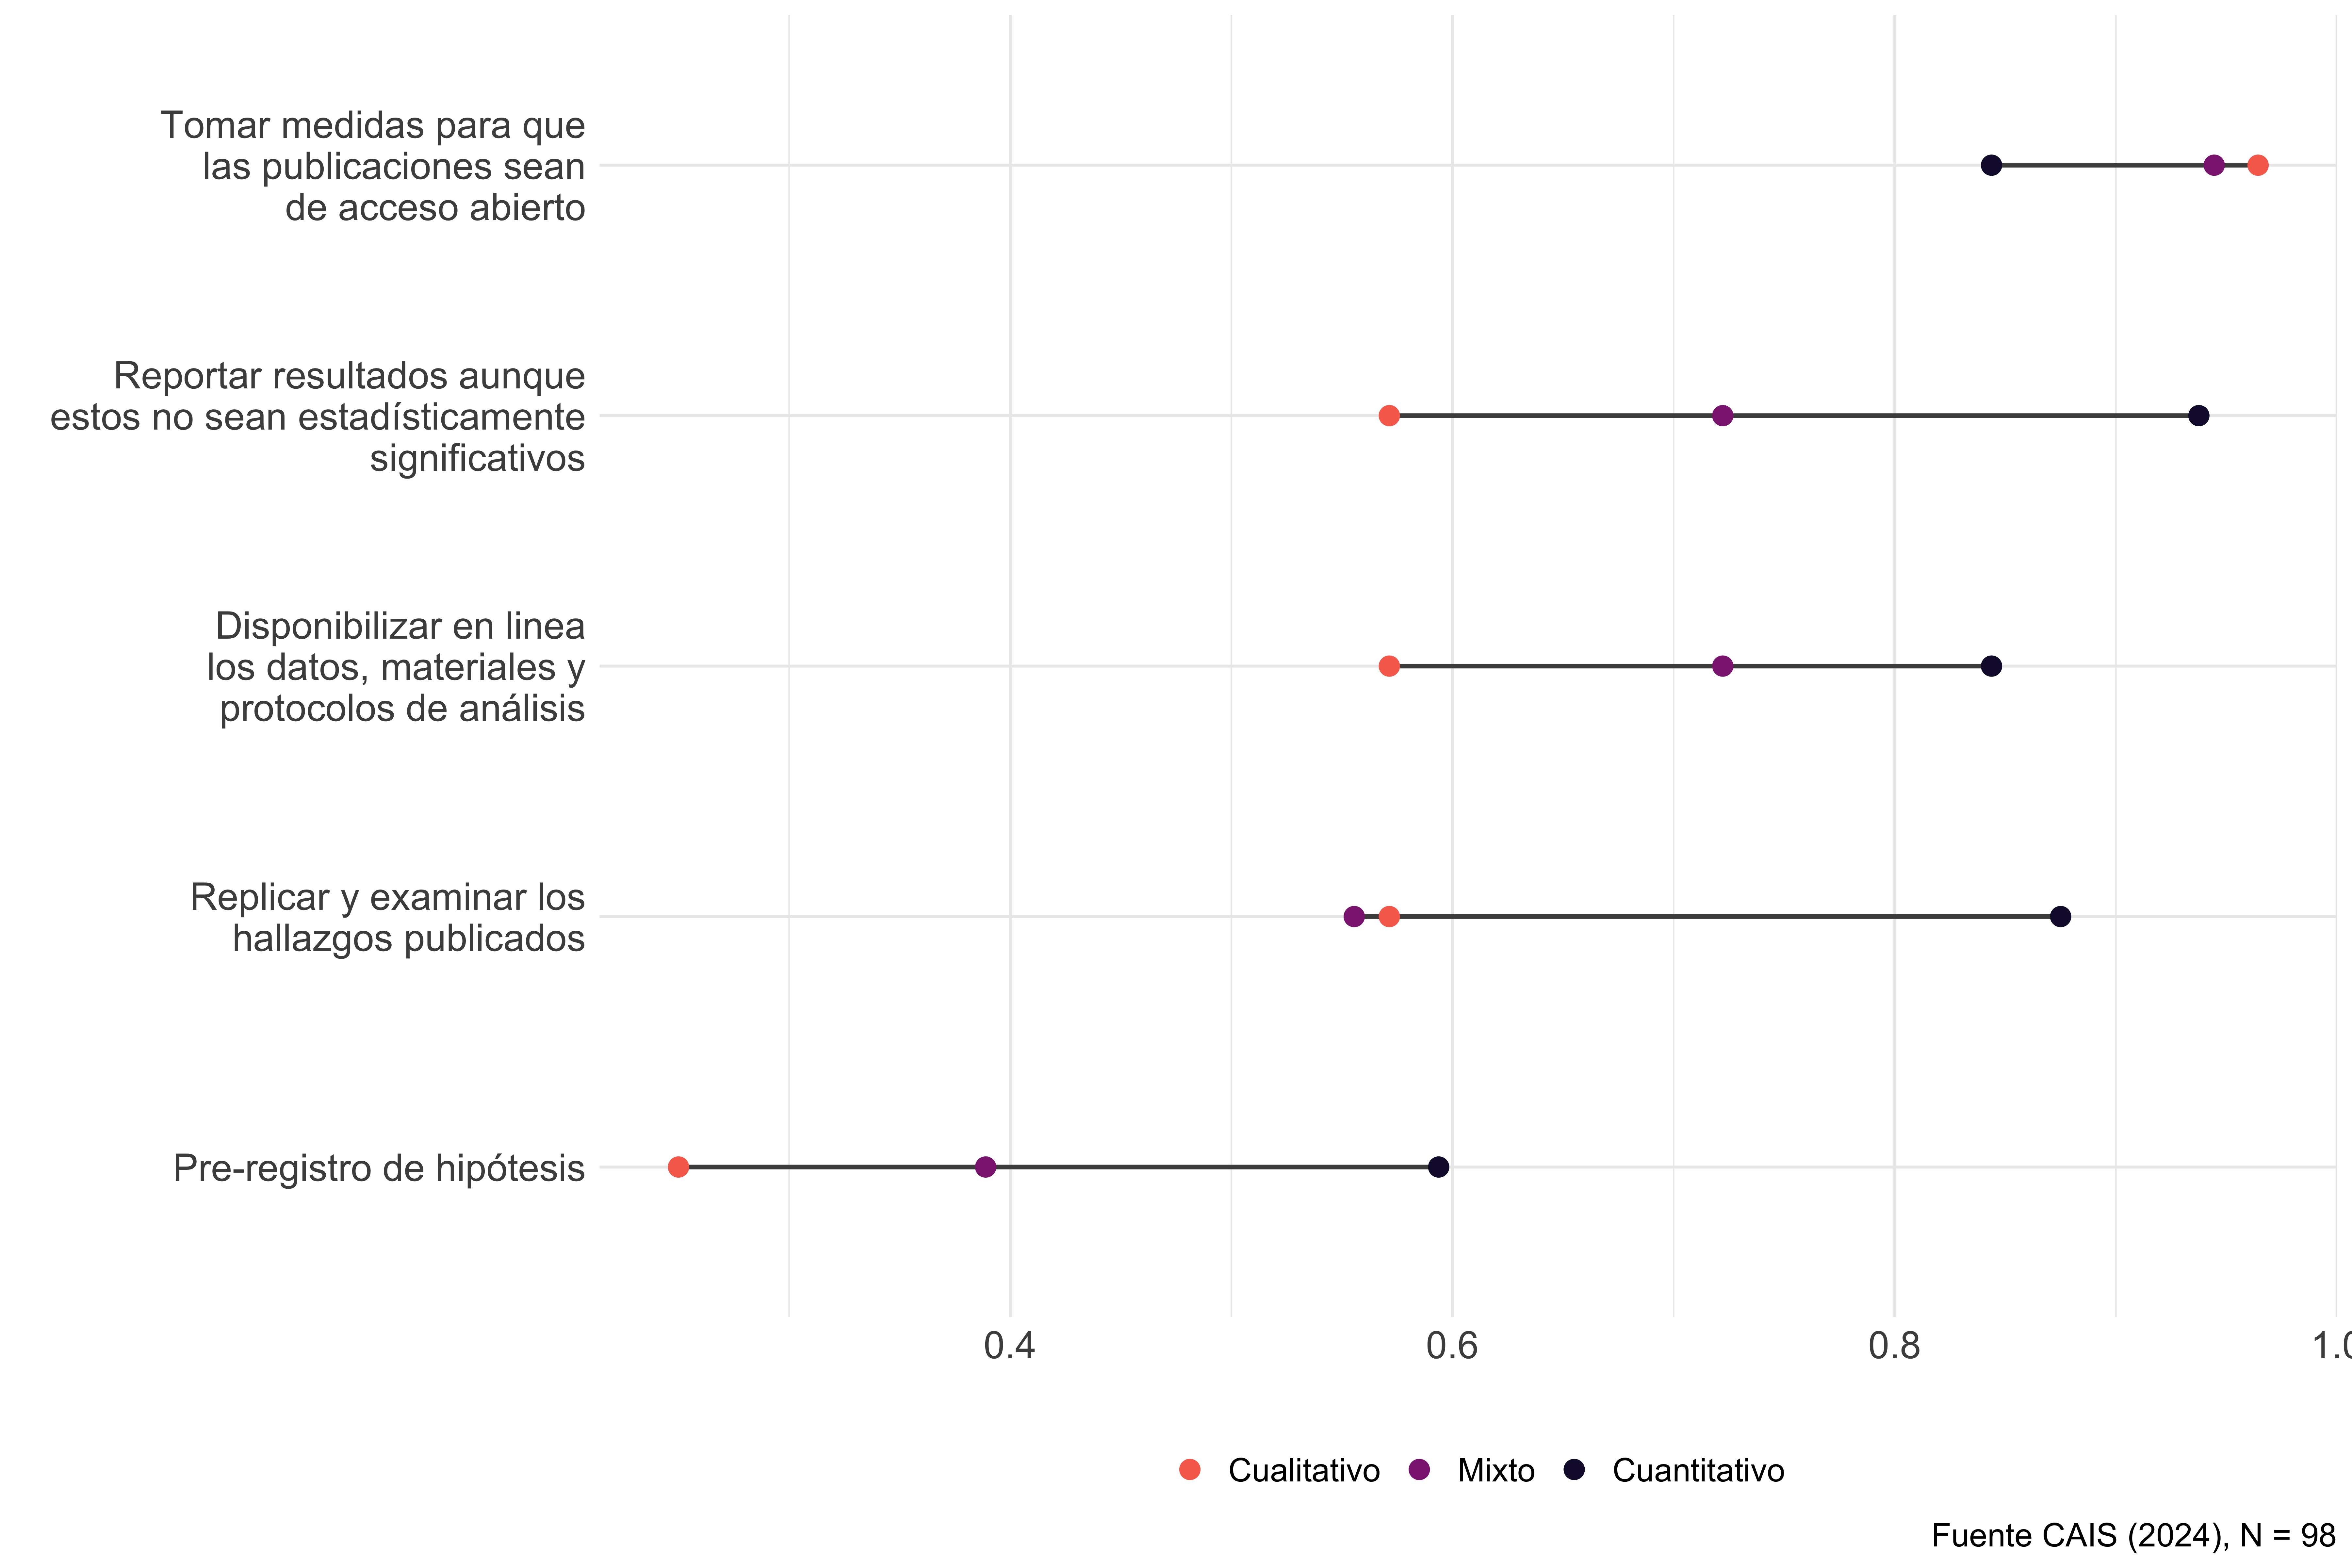 Tomar medidas para que
las publicaciones sean
de acceso abierto
Reportar resultados aunque
estos no sean estadísticamente
significativos
Disponibilizar en linea
los datos, materiales y
protocolos de análisis
Replicar y examinar los
hallazgos publicados
Pre-registro de hipótesis
0.4 0.6 0.8 1.0
Cualitativo Mixto Cuantitativo
Fuente CAIS (2024), N = 98